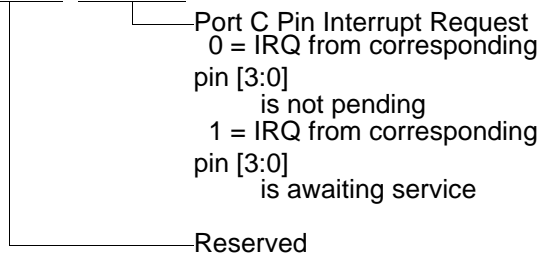 Port C Pin Interrupt Request
0 = IRQ from corresponding
pin [3:0]
is not pending
1 = IRQ from corresponding
pin [3:0]
is awaiting service
Reserved